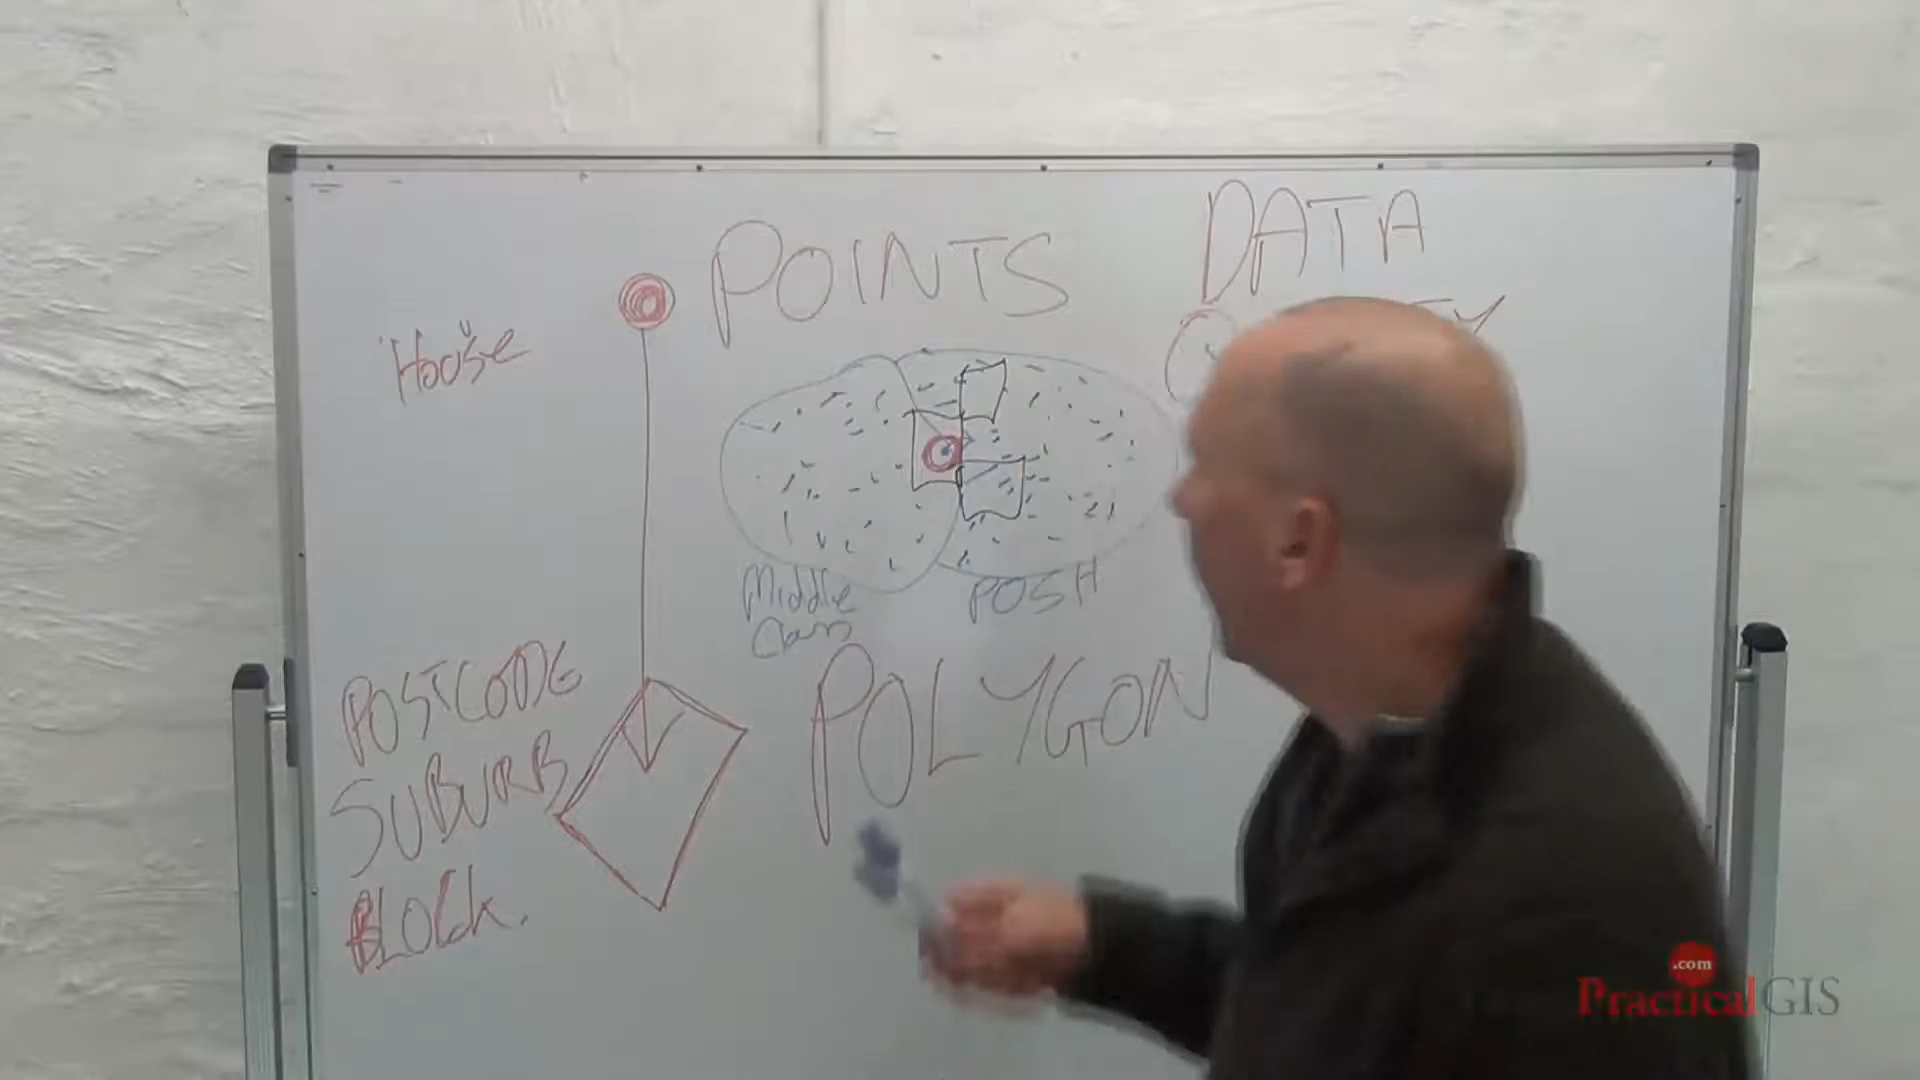 POINTS
DATA
"House"
Middle
Class
POSH
POSTCODE
SUBURB
BLOCK.
POLYGON
.com
PracticalGIS